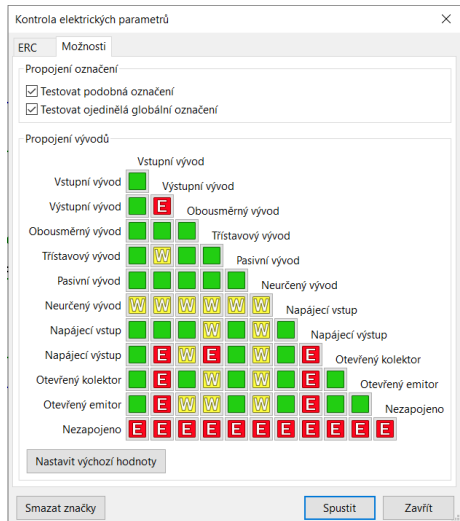 Kontrola elektrických parametrů
ERC Možnosti
Propojení označení
Testovat podobná označení
Testovat ojedinělá globální označení
Propojení vývodů
Vstupní vývod
Vstupní vývod Výstupní vývod
Výstupní vývod E Obousměrný vývod
Obousměrný vývod Třístavový vývod
Třístavový vývod W Pasivní vývod
Pasivní vývod Neurčený vývod
Neurčený vývod W W W W W W Napájecí vstup
Napájecí vstup W W Napájecí výstup
Napájecí výstup E W E W E Otevřený kolektor
Otevřený kolektor E W W E Otevřený emitor
Otevřený emitor E W W W E Nezapojeno
Nezapojeno E E E E E E E E E E E
Nastavit výchozí hodnoty
Smazat značky Spustit Zavřít